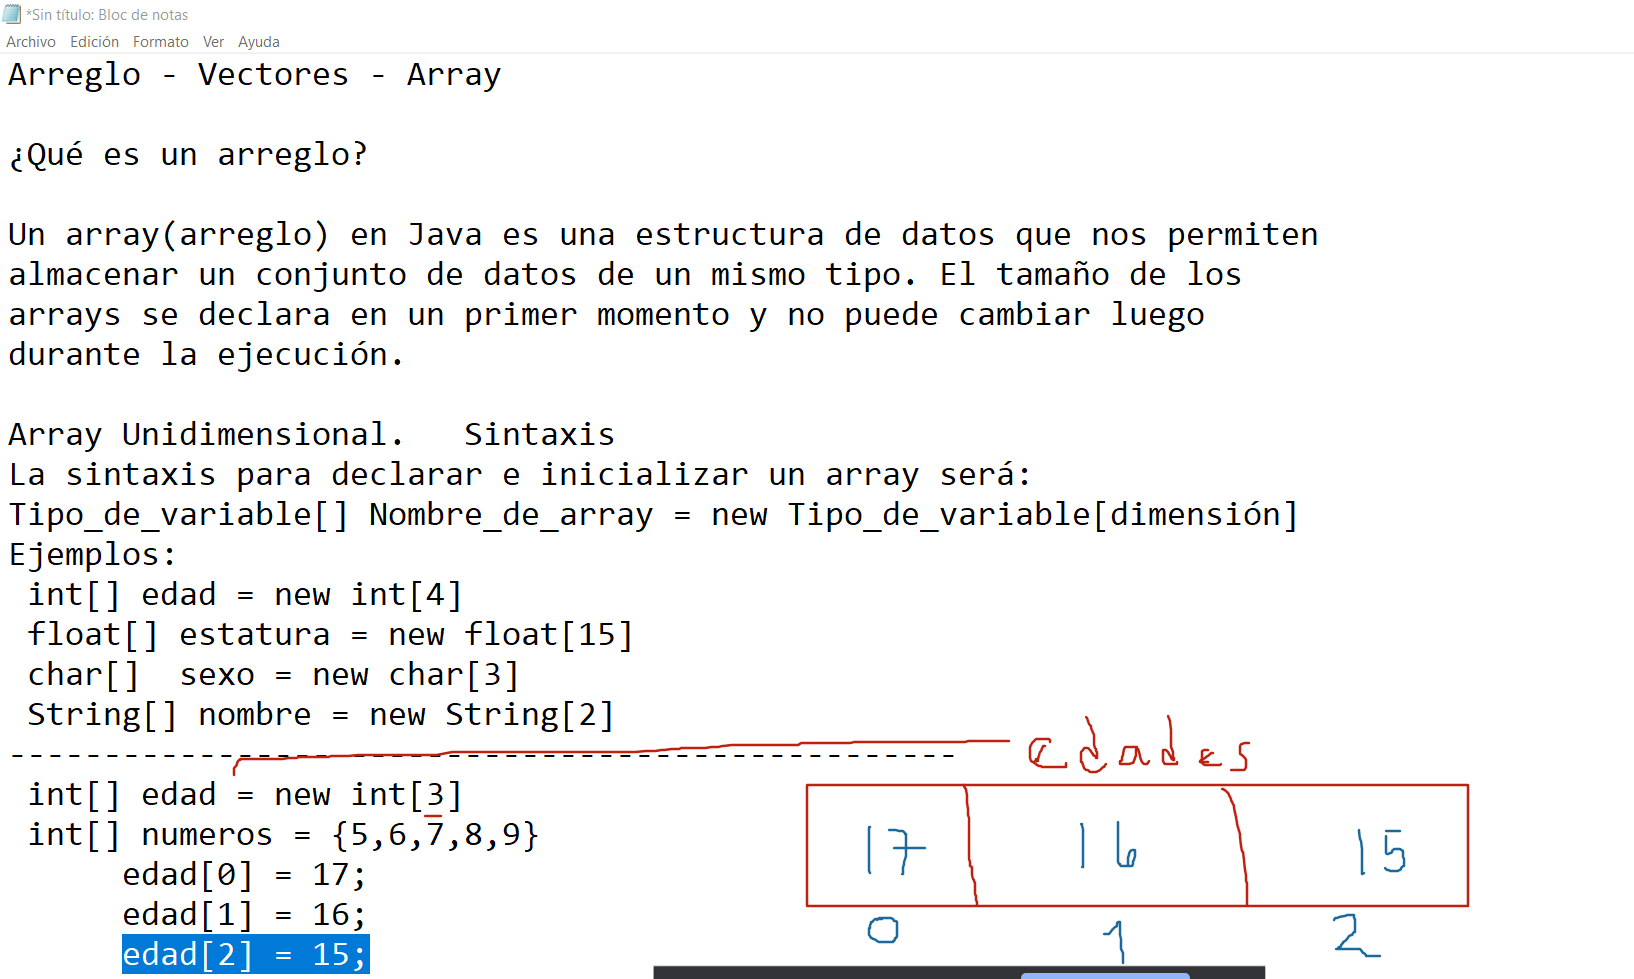 *Sin título: Bloc de notas
Archivo Edición Formato Ver Ayuda
Arreglo - Vectores - Array
¿Qué es un arreglo?
Un array(arreglo) en Java es una estructura de datos que nos permiten
almacenar un conjunto de datos de un mismo tipo. El tamaño de los
arrays se declara en un primer momento y no puede cambiar luego
durante la ejecución.
Array Unidimensional.   Sintaxis
La sintaxis para declarar e inicializar un array será:
Tipo_de_variable[] Nombre_de_array = new Tipo_de_variable[dimensión]
Ejemplos:
int[] edad = new int[4]
float[] estatura = new float[15]
char[]  sexo = new char[3]
String[] nombre = new String[2]
--------------------------------------------------
int[] edad = new int[3]
int[] numeros = {5,6,7,8,9}
edad[0] = 17;
edad[1] = 16;
edad[2] = 15;
edades
17 16 15
0 1 2